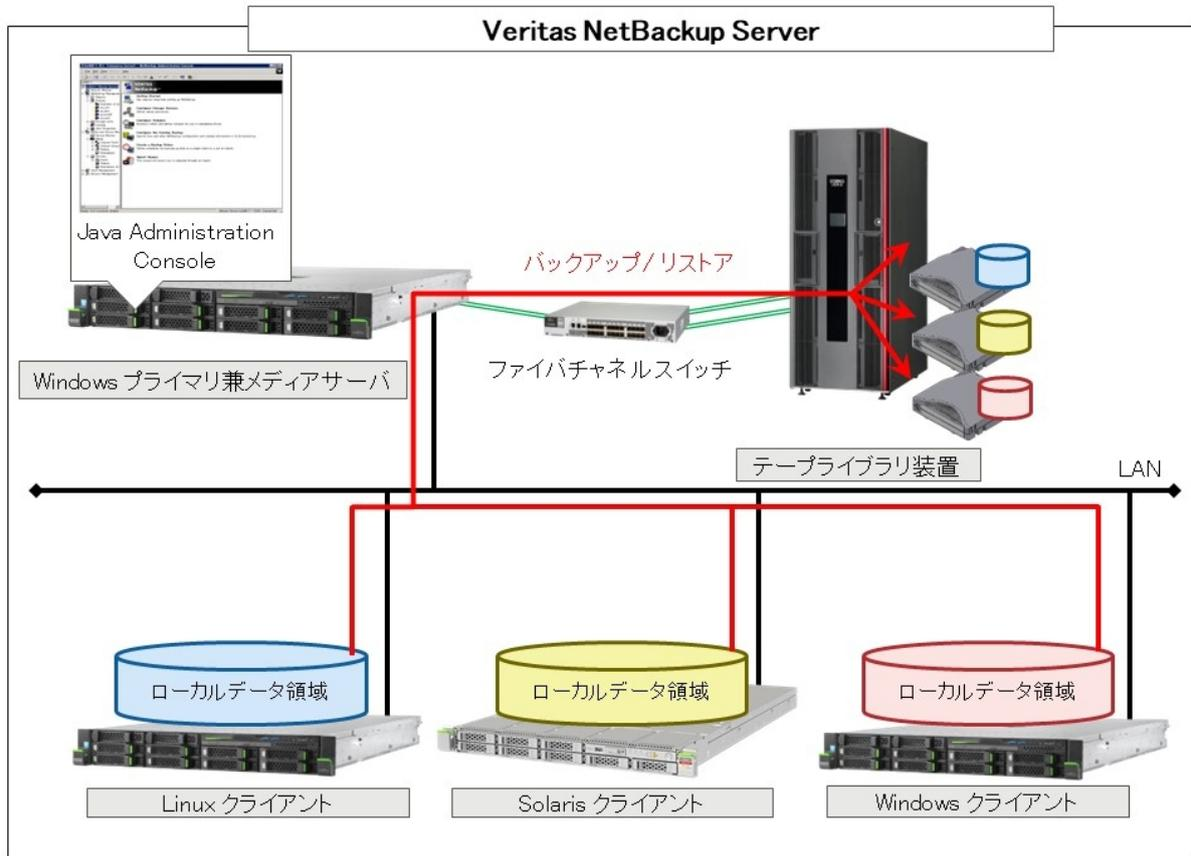 Veritas NetBackup Server
Java Administration
Console
バックアップ/リストア
ファイバチャネルスイッチ
Windows プライマリ兼メディアサーバ
テープライブラリ装置
LAN
ローカルデータ領域
ローカルデータ領域
ローカルデータ領域
Linux クライアント
Solaris クライアント
Windows クライアント